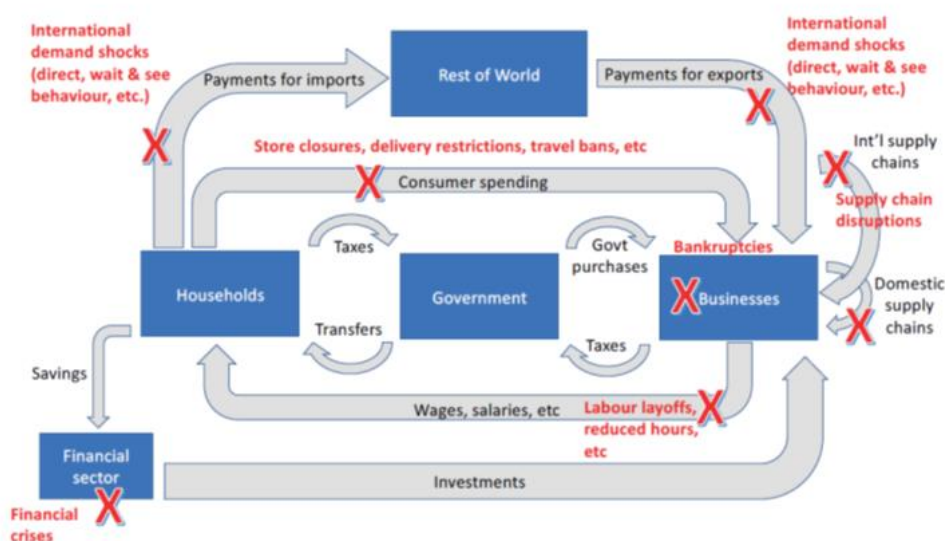 International
demand shocks
(direct, wait & see
behaviour, etc.)
Payments for imports
Rest of World
Payments for exports
International
demand shocks
(direct, wait & see
behaviour, etc.)
Store closures, delivery restrictions, travel bans, etc
Consumer spending
Int'l supply
chains
Supply chain
disruptions
Taxes
Govt
purchases
Bankruptcies
Households
Government
Businesses
Domestic
supply
chains
Transfers
Taxes
Savings
Wages, salaries, etc
Labour layoffs,
reduced hours,
etc
Financial
sector
Investments
Financial
crises
X
X
X
X
X
X
X
X